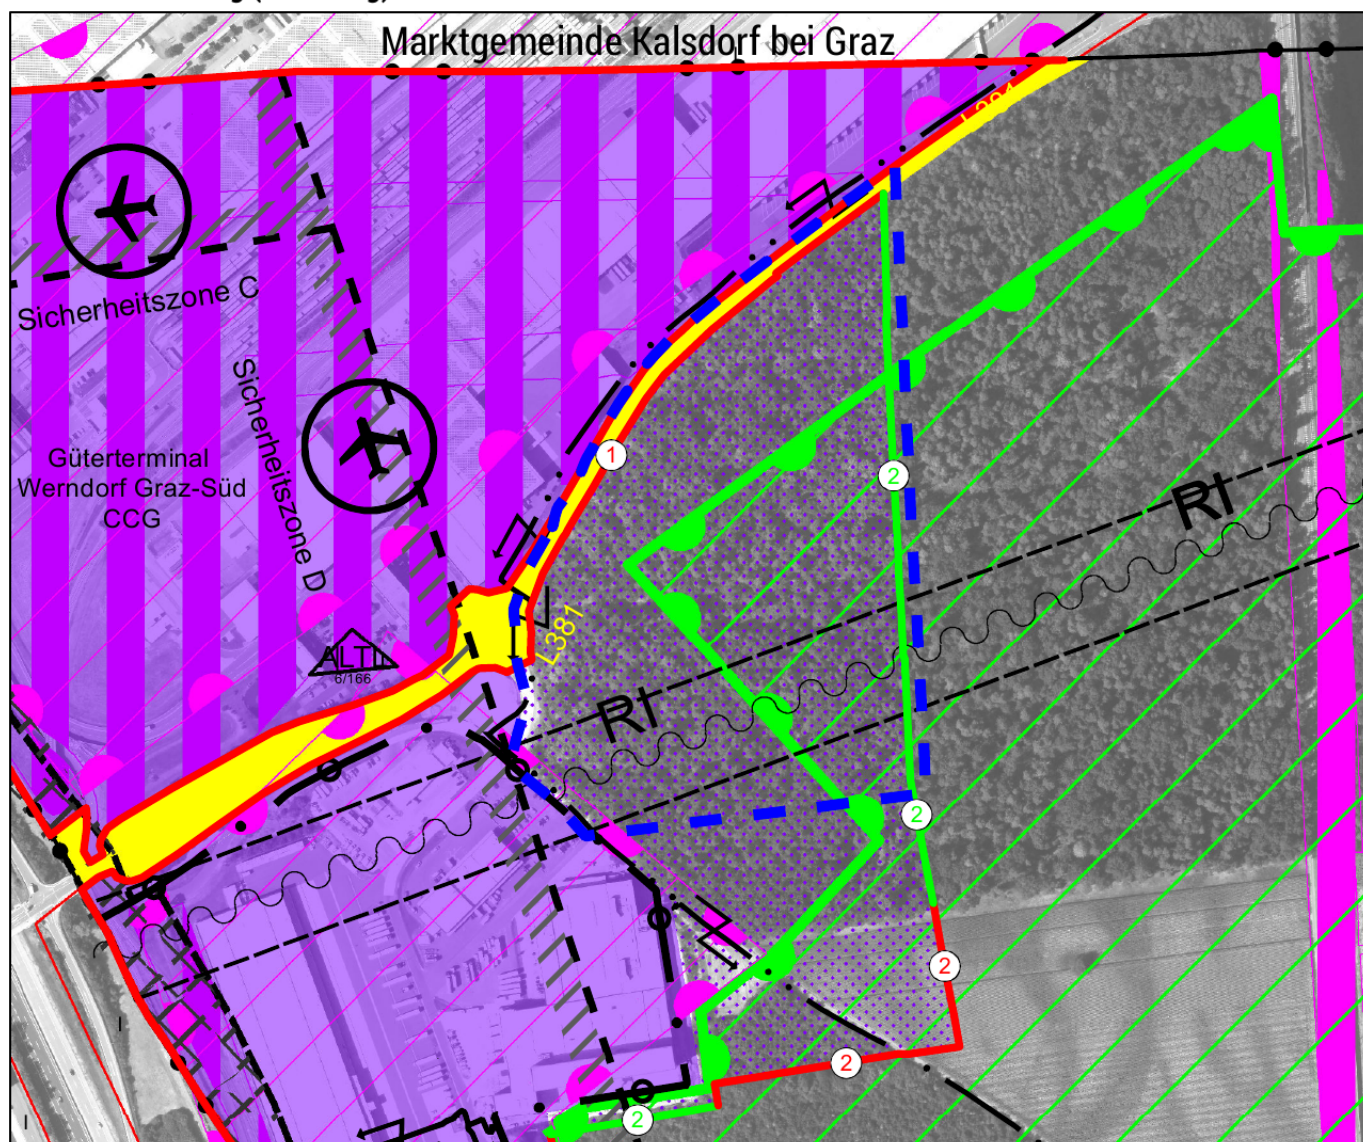 Marktgemeinde Kalsdorf bei Graz
Sicherheitszone C
Sicherheitszone D
Güterterminal
Werndorf Graz-Süd
CCG
1
2
RI
L381
6/166
RI
2
2
2
2
I
I